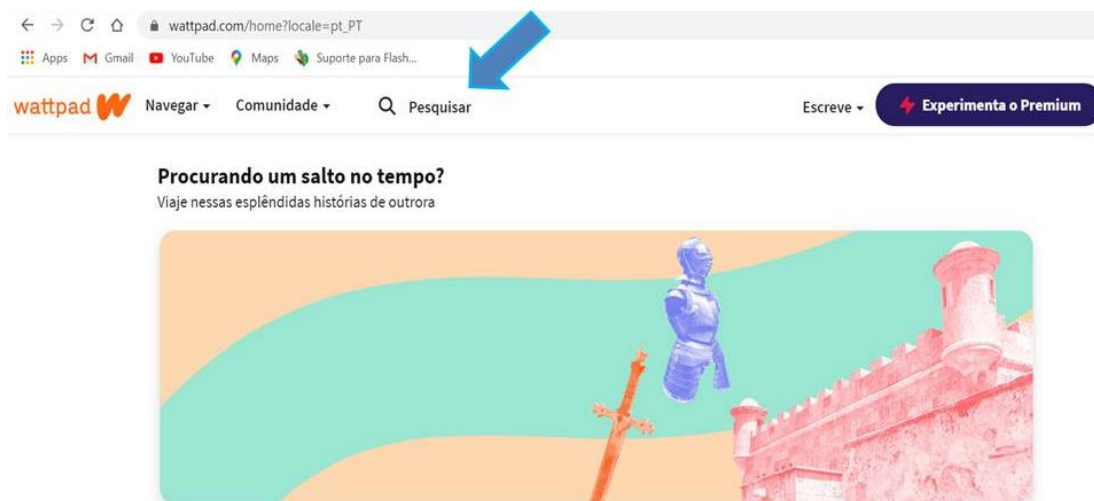 wattpad.com/home?locale=pt_PT
Apps Gmail YouTube Maps Suporte para Flash...
wattpad Navegar Comunidade Pesquisar Escreve Experimenta o Premium
Procurando um salto no tempo?
Viaje nessas esplêndidas histórias de outrora